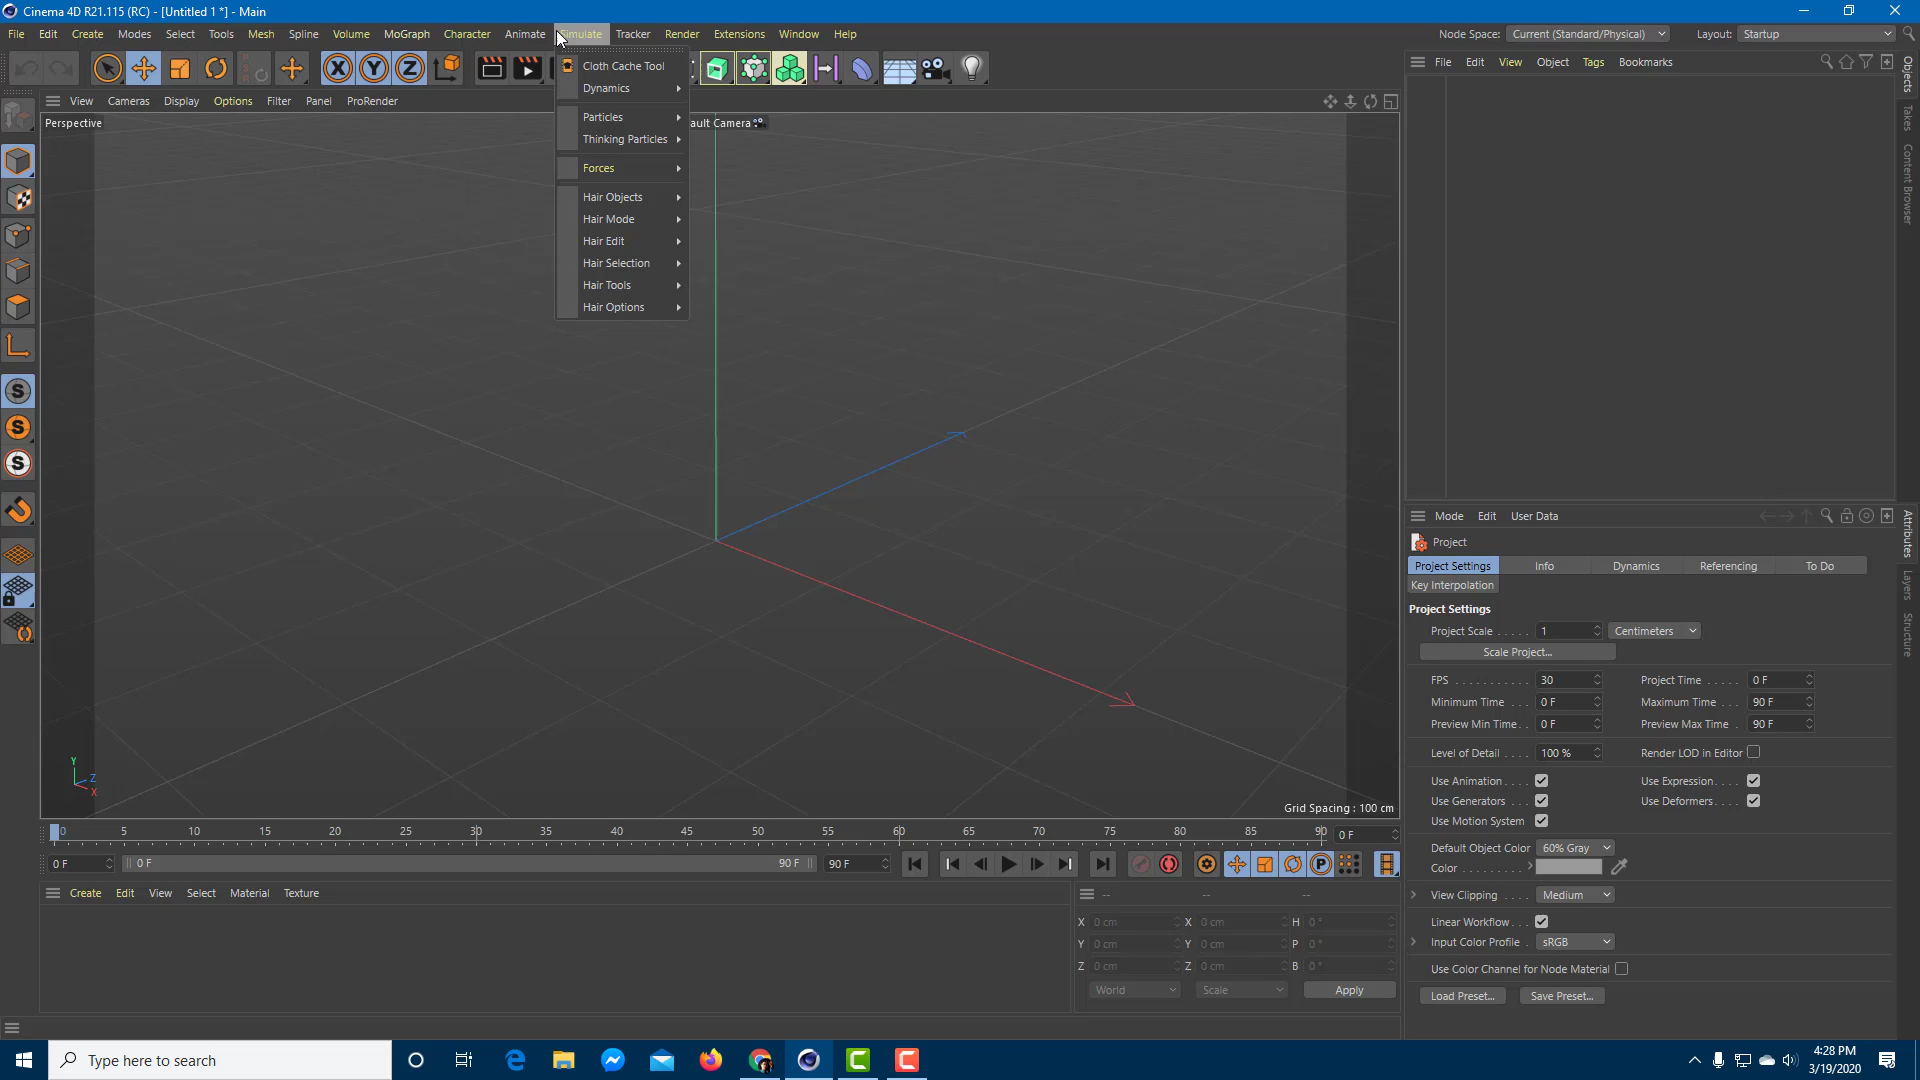 Cinema 4D R21.115 (RC) - [Untitled 1 *] - Main
File Edit Create Modes Select Tools Mesh Spline Volume MoGraph Character Animate Simulate Tracker Render Extensions Window Help
Node Space: Current (Standard/Physical) Layout: Startup
X Y Z
File Edit View Object Tags Bookmarks
View Cameras Display Options Filter Panel ProRender
Perspective
ault Camera
Cloth Cache Tool
Dynamics
Particles
Thinking Particles
Forces
Hair Objects
Hair Mode
Hair Edit
Hair Selection
Hair Tools
Hair Options
Objects
Takes
Content Browser
S
S
S
Y
Z
X
Grid Spacing : 100 cm
Mode Edit User Data
Project
Project Settings Info Dynamics Referencing To Do
Key Interpolation
Project Settings
Project Scale . . . . . 1 Centimeters
Scale Project...
FPS . . . . . . . . . . . 30 Project Time . . . . . 0 F
Minimum Time . . 0 F Maximum Time . . 90 F
Preview Min Time . . 0 F Preview Max Time . 90 F
Level of Detail . . . . 100 % Render LOD in Editor
Use Animation . . . . Use Expression . . . .
Use Generators . . . Use Deformers . . . .
Use Motion System
Default Object Color 60% Gray
Color . . . . . . . . .
View Clipping . . . . Medium
Linear Workflow . . .
Input Color Profile . sRGB
Use Color Channel for Node Material
Load Preset... Save Preset...
Attributes
Layers
Structure
0 5 10 15 20 25 30 35 40 45 50 55 60 65 70 75 80 85 90 0 F
0 F 0 F 90 F 90 F
P
Create Edit View Select Material Texture
-- -- --
X 0 cm X 0 cm H 0 °
Y 0 cm Y 0 cm P 0 °
Z 0 cm Z 0 cm B 0 °
World Scale Apply
Type here to search
4:28 PM
3/19/2020